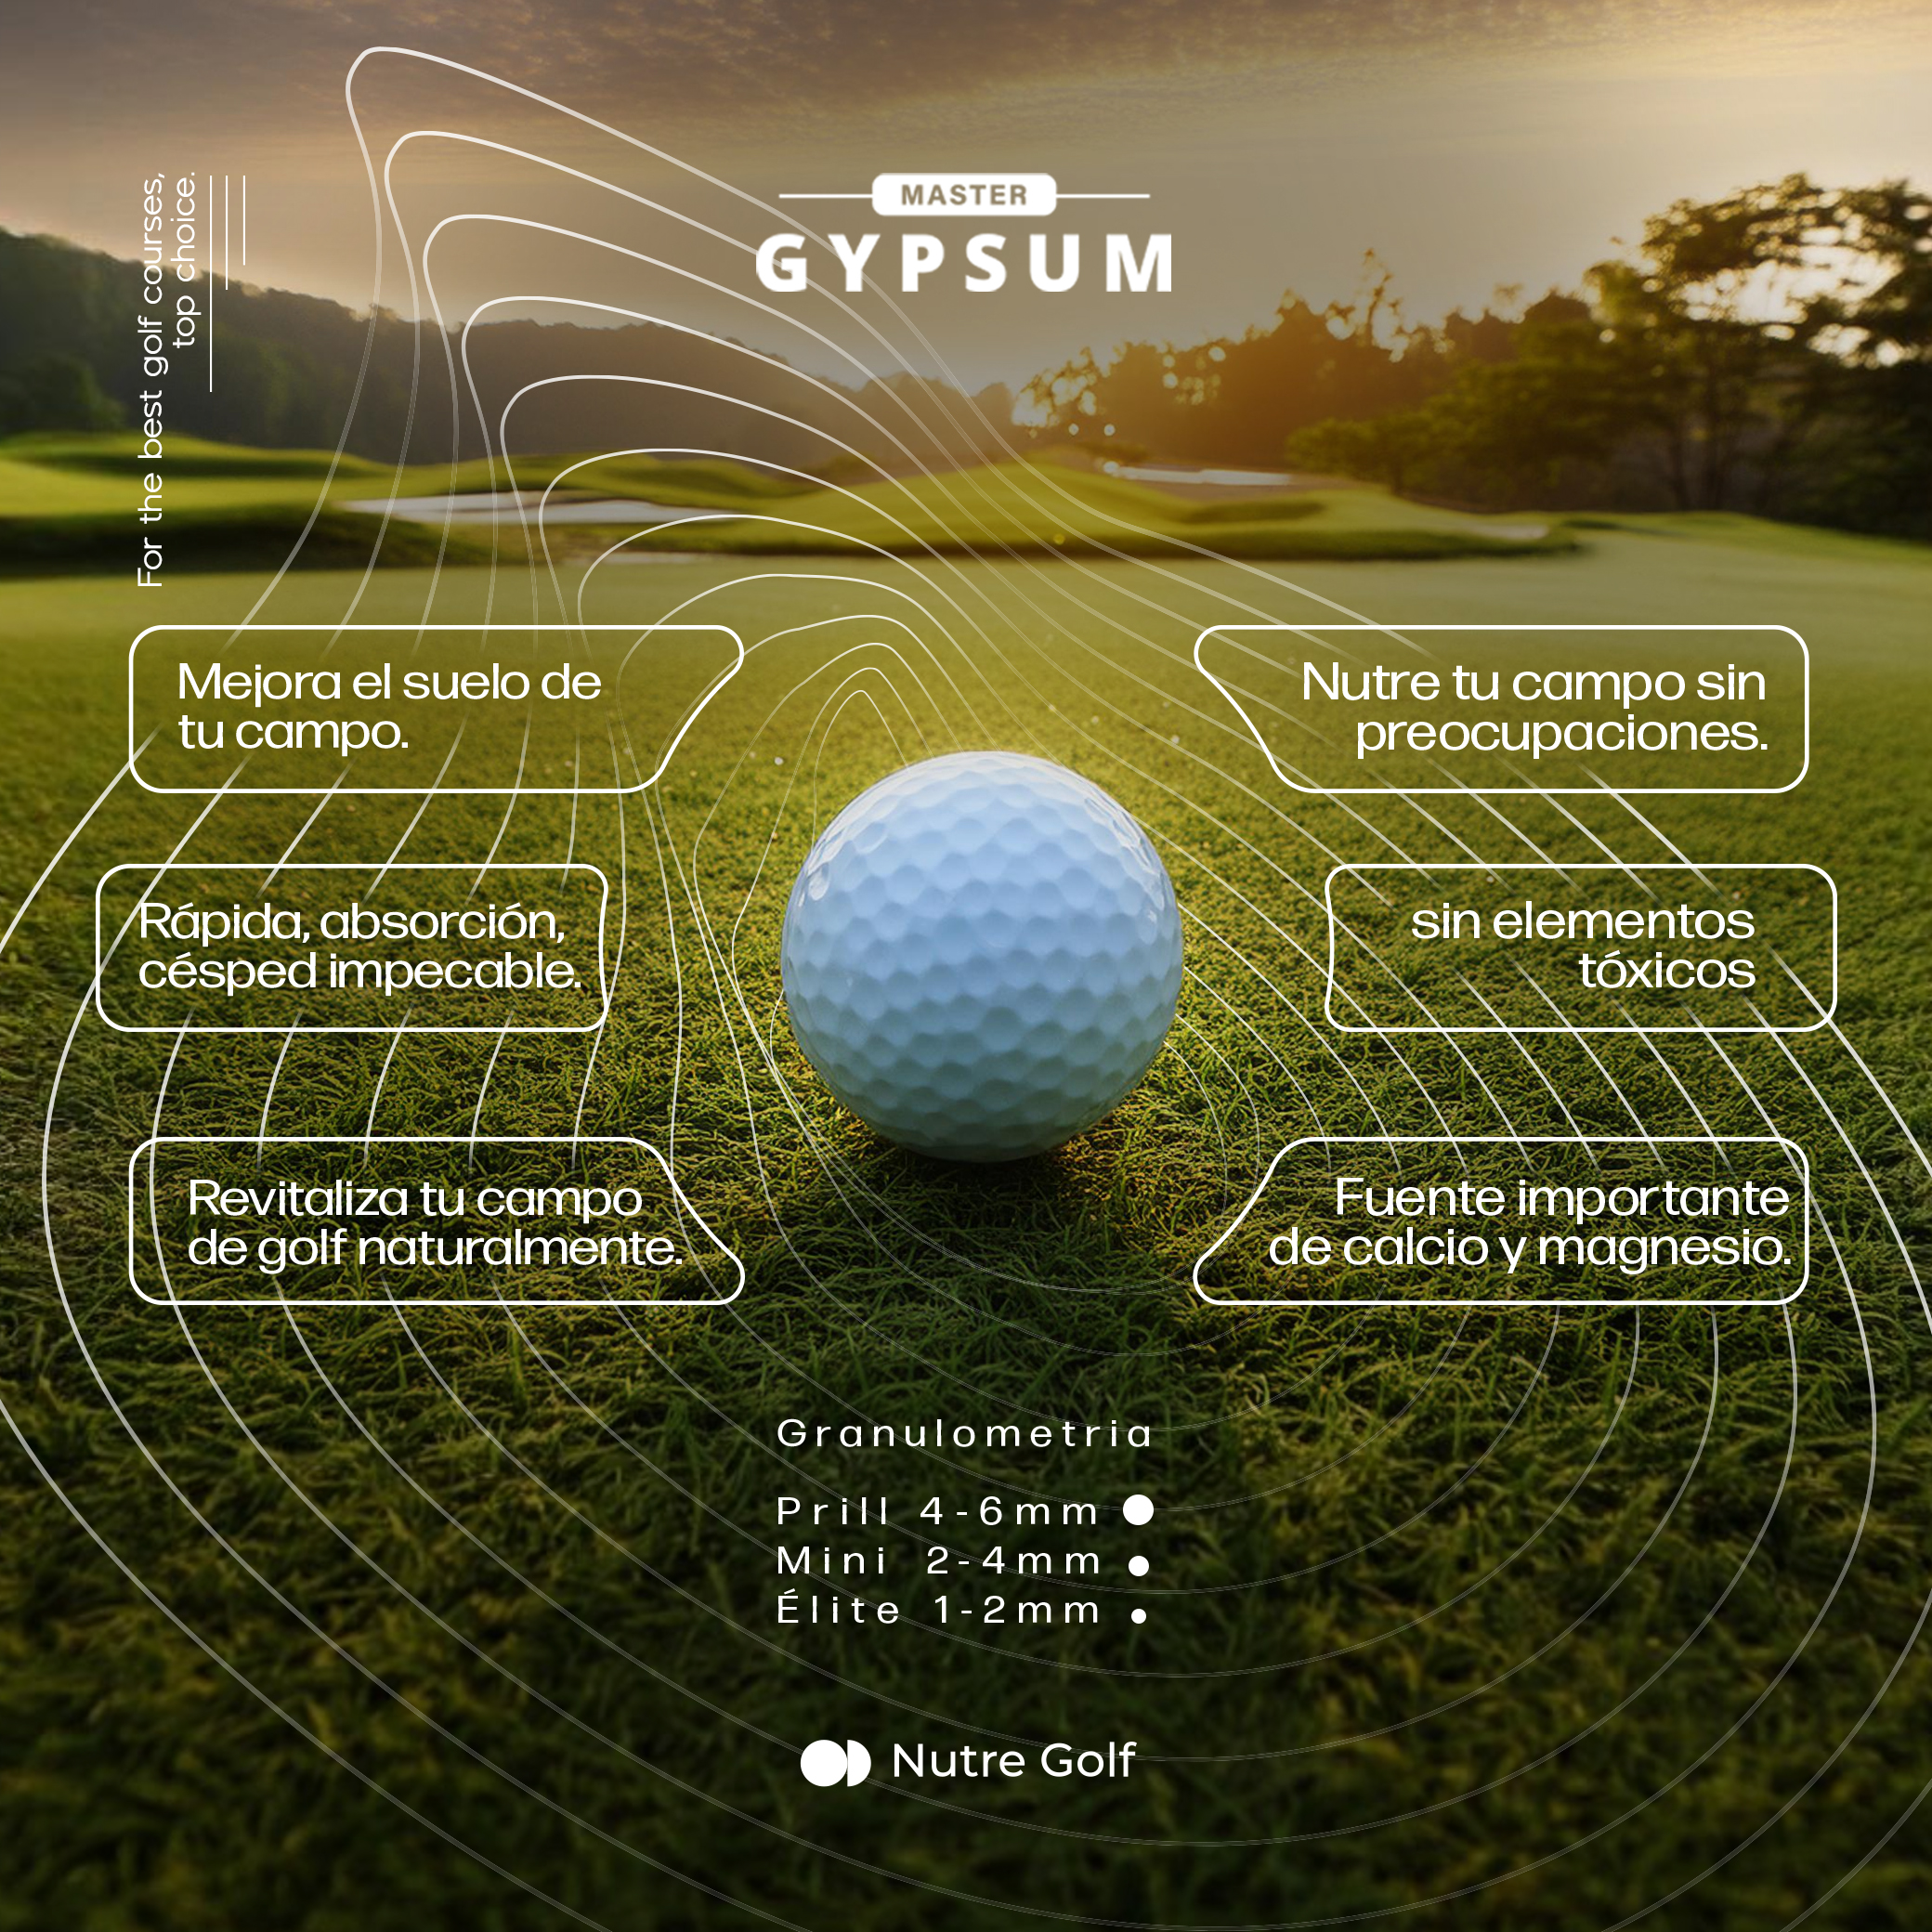 For the best golf courses,
top choice.
MASTER
GYPSUM
Mejora el suelo de
tu campo.
Nutre tu campo sin
preocupaciones.
Rápida, absorción,
césped impecable.
sin elementos
tóxicos
Revitaliza tu campo
de golf naturalmente.
Fuente importante
de calcio y magnesio.
Granulometria
Prill 4-6mm
Mini 2-4mm
Élite 1-2mm
Nutre Golf